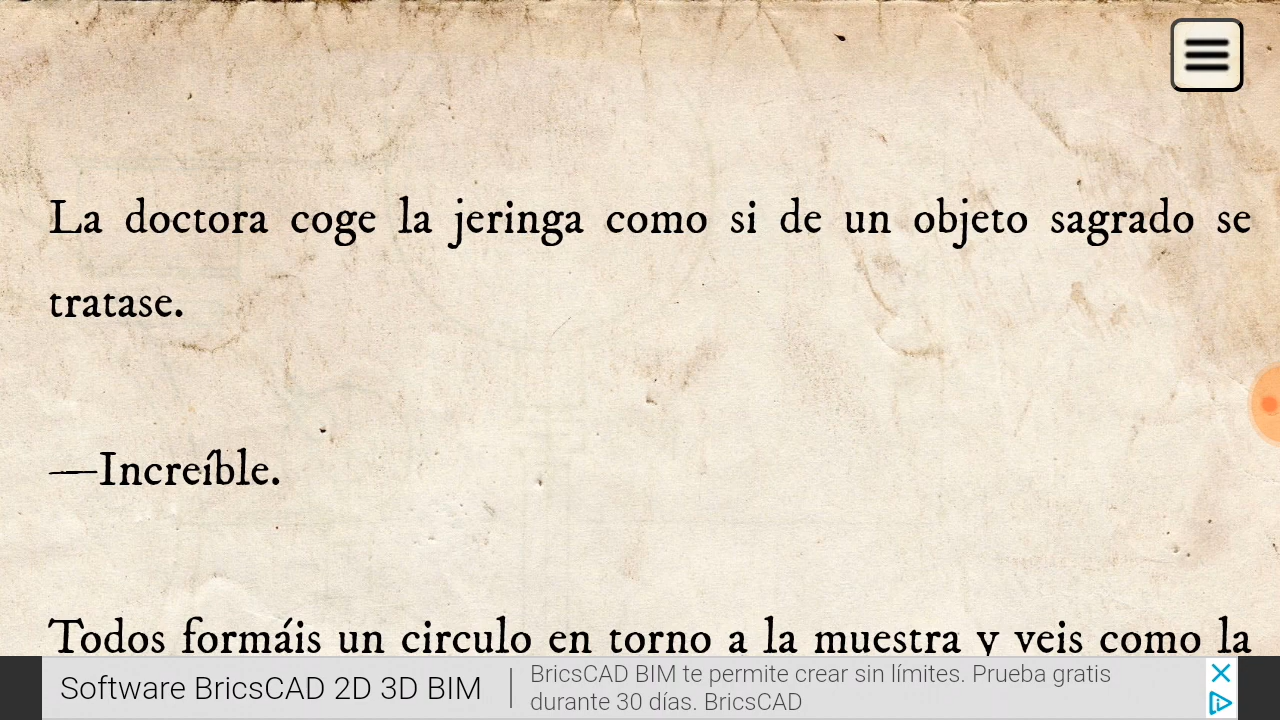 La doctora coge la jeringa como si de un objeto sagrado se
tratase.
—Increíble.
Todos formáis un circulo en torno a la muestra y veis como la
Software BricsCAD 2D 3D BIM
BricsCAD BIM te permite crear sin límites. Prueba gratis
durante 30 días. BricsCAD